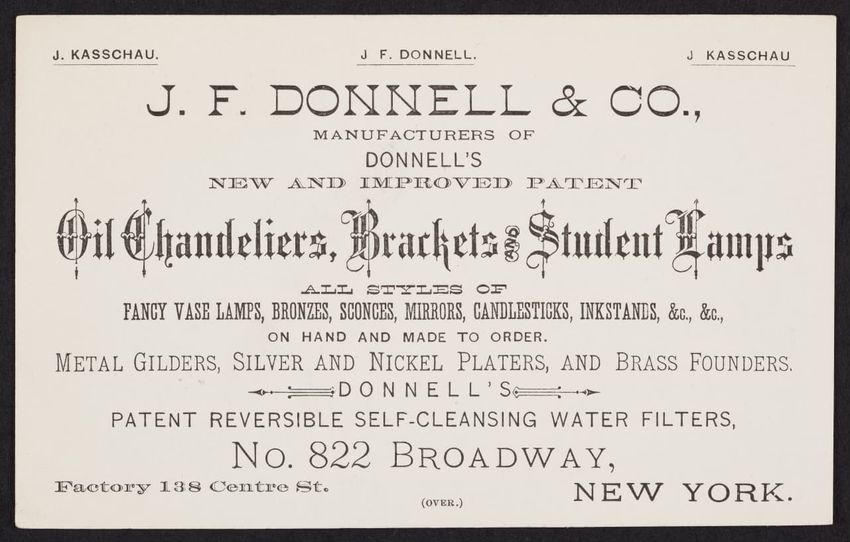 J. KASSCHAU. J F. DONNELL. J KASSCHAU
J. F. DONNELL & CO.,
MANUFACTURERS OF
DONNELL'S
NEW AND IMPROVED PATENT
Oil Chandeliers, Brackets AND Student Lamps
ALL STYLES OF
FANCY VASE LAMPS, BRONZES, SCONCES, MIRRORS, CANDLESTICKS, INKSTANDS, &c., &c.,
ON HAND AND MADE TO ORDER.
METAL GILDERS, SILVER AND NICKEL PLATERS, AND BRASS FOUNDERS.
DONNELL'S
PATENT REVERSIBLE SELF-CLEANSING WATER FILTERS,
No. 822 BROADWAY,
Factory 138 Centre St. NEW YORK.
(OVER.)